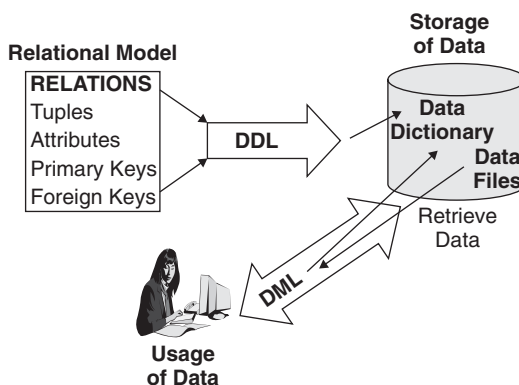 Relational Model
RELATIONS
Tuples
Attributes
Primary Keys
Foreign Keys
DDL
Storage
of Data
Data
Dictionary
Data
Files
Retrieve
Data
DML
Usage
of Data